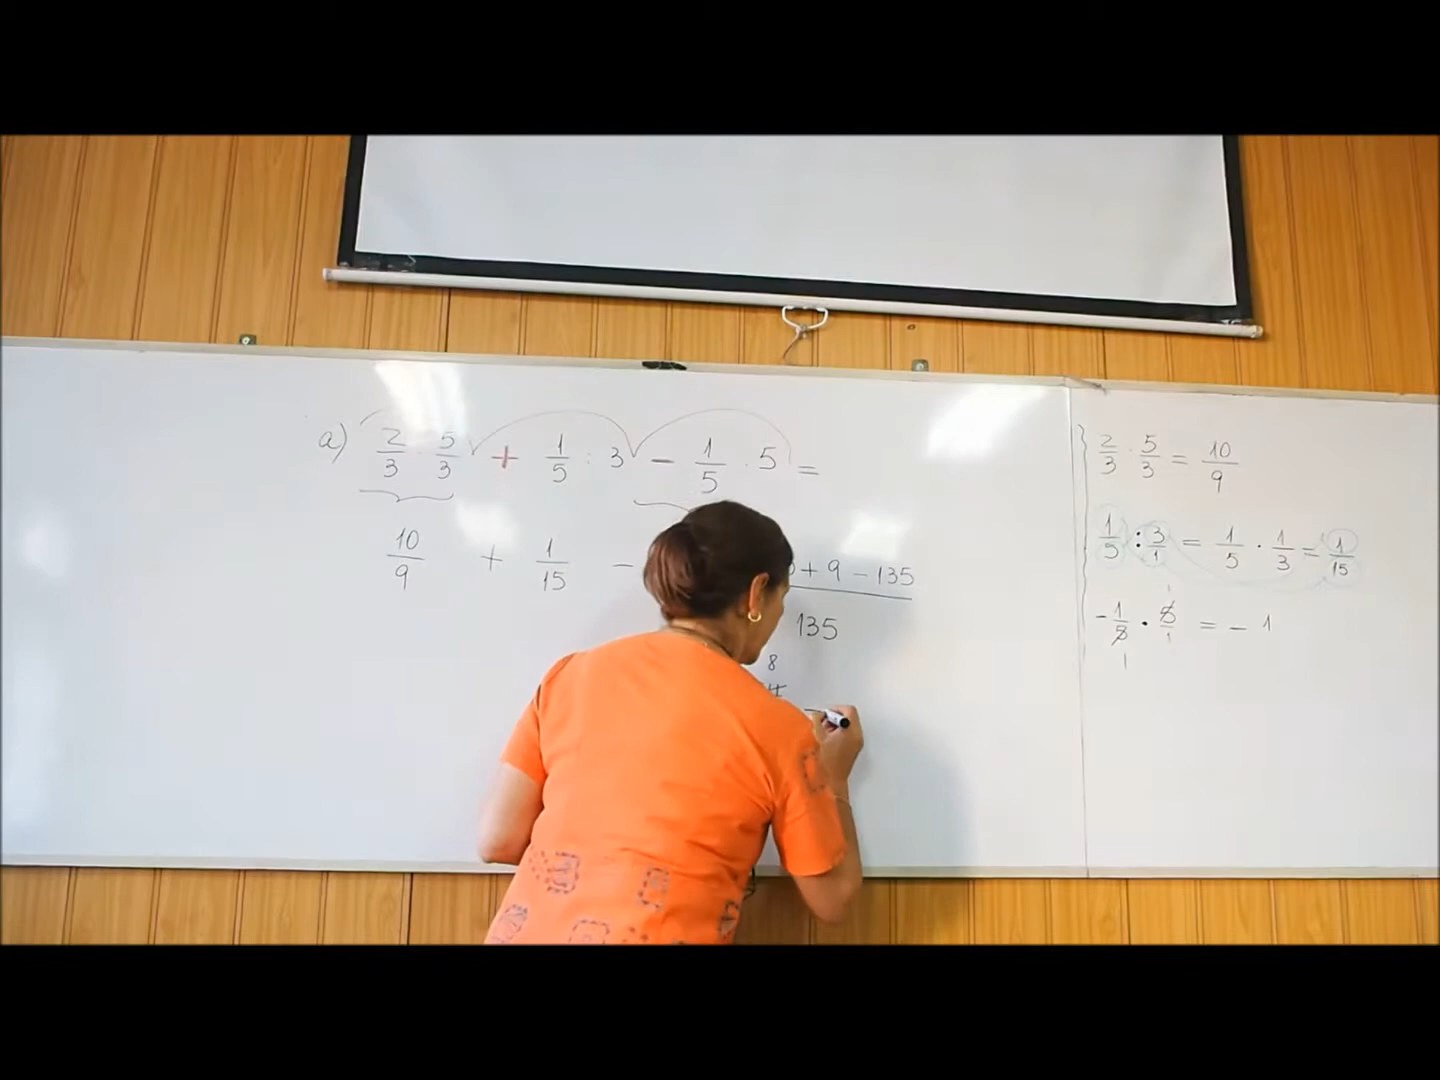 a) 2/3 · 5/3 + 1/5 : 3 - 1/5 · 5 =
10/9 + 1/15 -
+ 9 - 135
135
8
2/3 · 5/3 = 10/9
1/5 : 3/1 = 1/5 · 1/3 = 1/15
1
- 1/5 · 5/1 = - 1
1